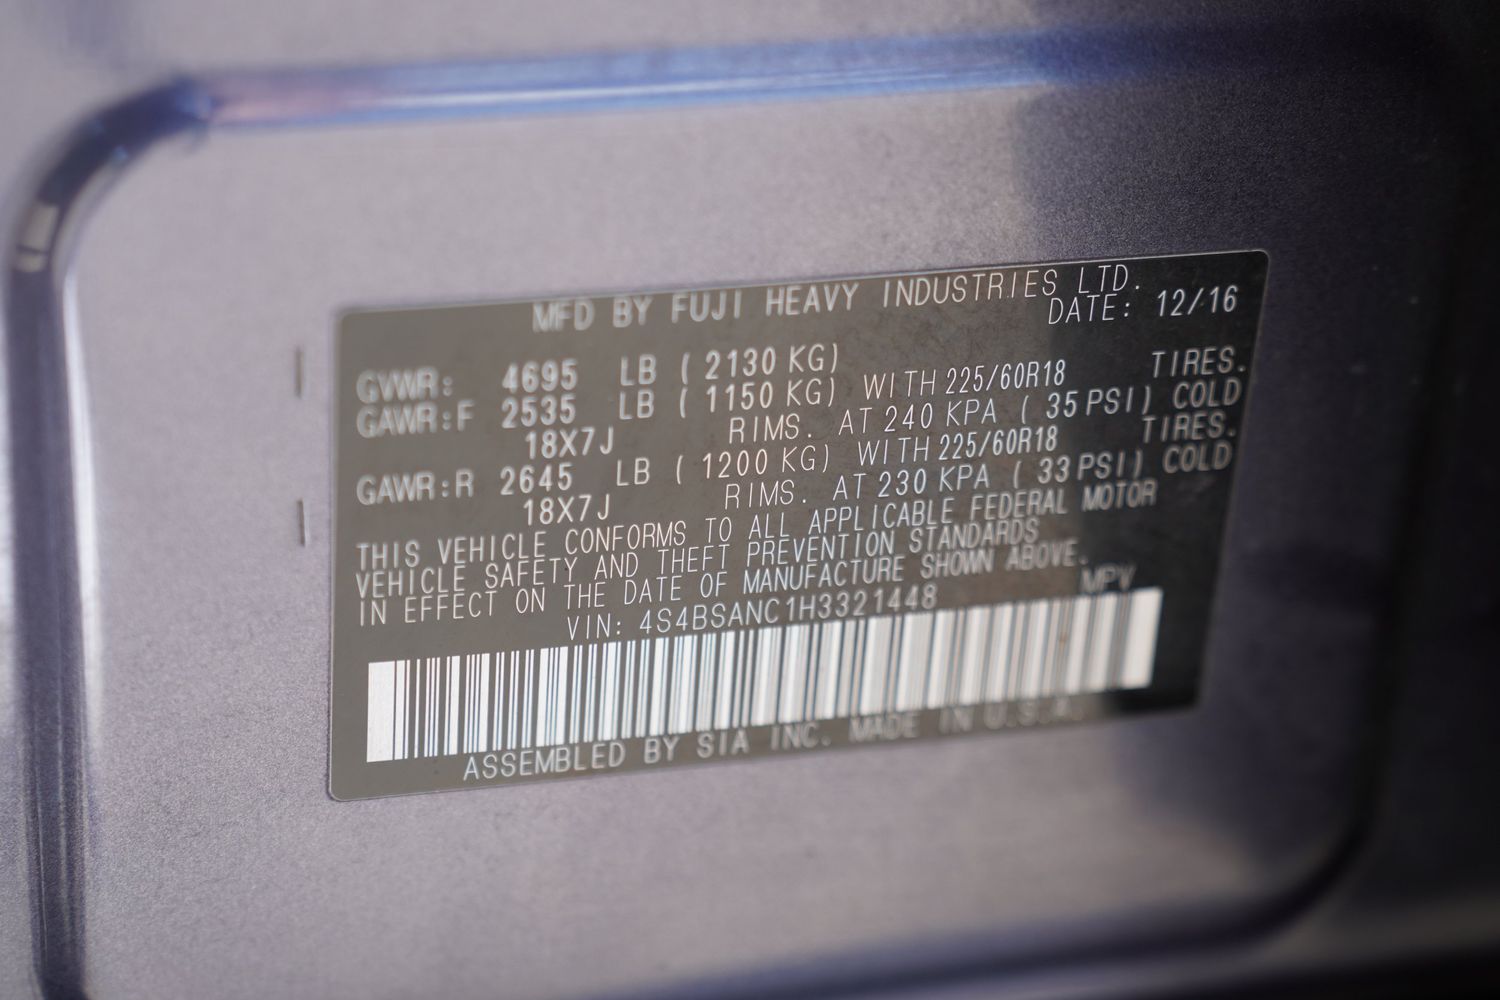 MFD BY FUJI HEAVY INDUSTRIES LTD.
DATE: 12/16
GVWR: 4695 LB ( 2130 KG)
GAWR:F 2535 LB ( 1150 KG) WITH 225/60R18 TIRES.
18X7J RIMS. AT 240 KPA ( 35 PSI) COLD
GAWR:R 2645 LB ( 1200 KG) WITH 225/60R18 TIRES.
18X7J RIMS. AT 230 KPA ( 33 PSI) COLD
THIS VEHICLE CONFORMS TO ALL APPLICABLE FEDERAL MOTOR
VEHICLE SAFETY AND THEFT PREVENTION STANDARDS
IN EFFECT ON THE DATE OF MANUFACTURE SHOWN ABOVE.
VIN: 4S4BSANC1H3321448 MPV
ASSEMBLED BY SIA INC. MADE IN U.S.A.